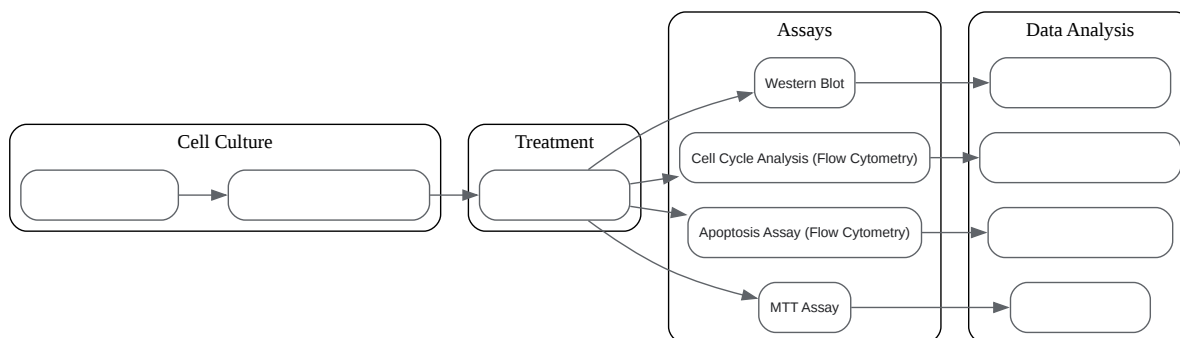 Cell Culture
Treatment
Assays
Western Blot
Cell Cycle Analysis (Flow Cytometry)
Apoptosis Assay (Flow Cytometry)
MTT Assay
Data Analysis